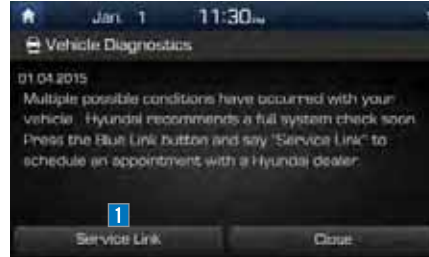 Jan. 1 11:30
Vehicle Diagnostics
01.04.2015
Multiple possible conditions have occurred with your
vehicle. Hyundai recommends a full system check soon
Press the Blue Link button and say "Service Link" to
schedule an appointment with a Hyundai dealer.
1
Service Link Close